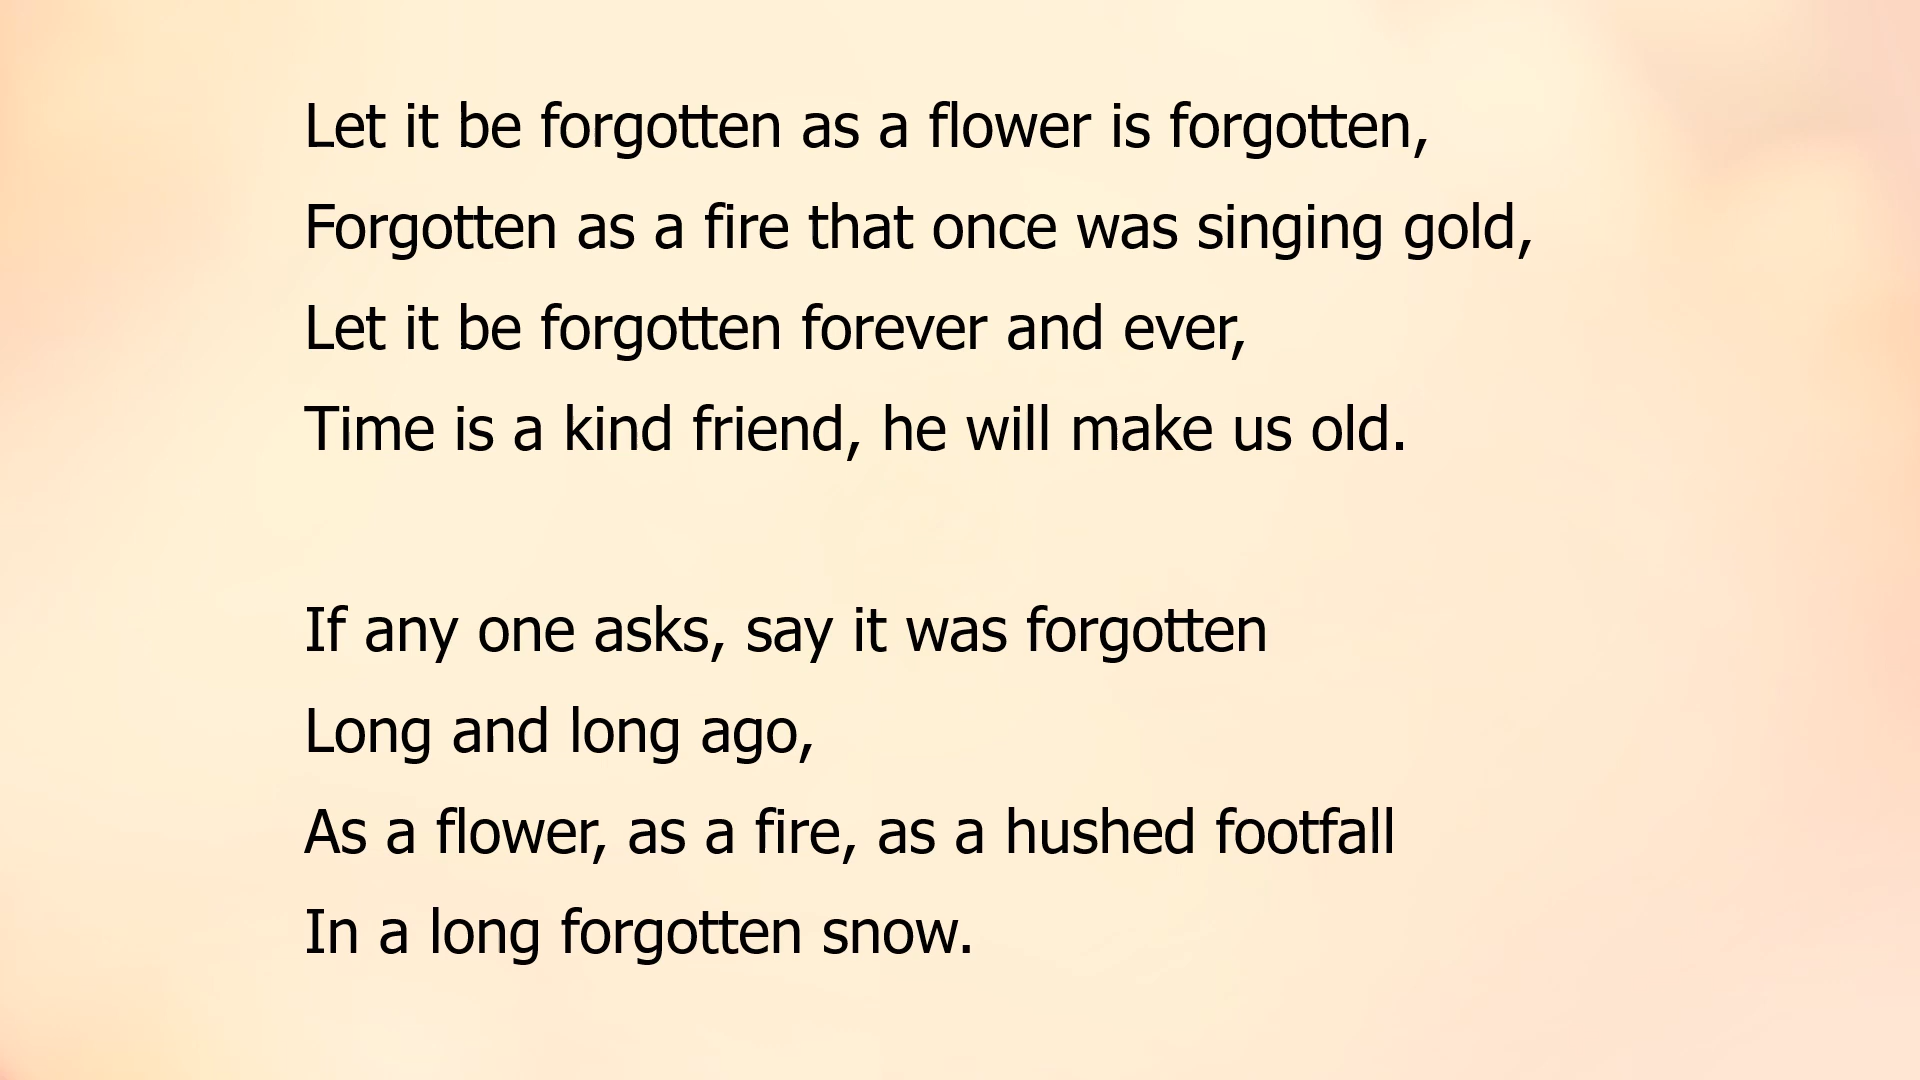 Let it be forgotten as a flower is forgotten,
Forgotten as a fire that once was singing gold,
Let it be forgotten forever and ever,
Time is a kind friend, he will make us old.
If any one asks, say it was forgotten
Long and long ago,
As a flower, as a fire, as a hushed footfall
In a long forgotten snow.